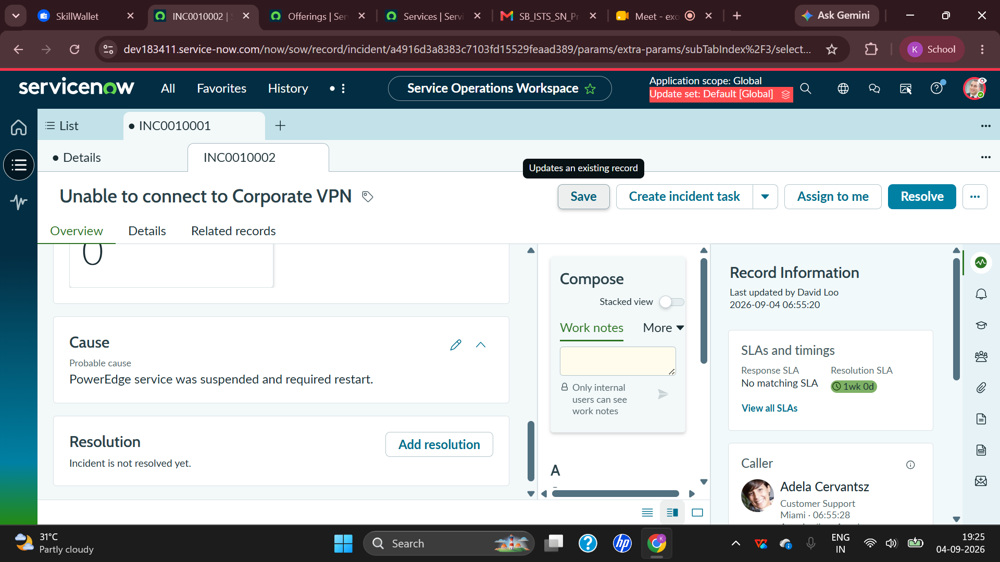 SkillWallet
INC0010002 | S
Offerings | Ser
Services | Servi
SB_ISTS_SN_Pr
Meet - exo
Ask Gemini
dev183411.service-now.com/now/sow/record/incident/a4916d3a8383c7103fd15529feaad389/params/extra-params/subTabIndex%2F3/select...
K School
servicenow
All
Favorites
History
Service Operations Workspace
Application scope: Global
Update set: Default [Global]
List
INC0010001
Details
INC0010002
Updates an existing record
Unable to connect to Corporate VPN
Save
Create incident task
Assign to me
Resolve
Overview
Details
Related records
0
Cause
Probable cause
PowerEdge service was suspended and required restart.
Resolution
Add resolution
Incident is not resolved yet.
Compose
Stacked view
Work notes
More
Only internal
users can see
work notes
A
Record Information
Last updated by David Loo
2026-09-04 06:55:20
SLAs and timings
Response SLA
No matching SLA
Resolution SLA
1wk 0d
View all SLAs
Caller
Adela Cervantsz
Customer Support
Miami · 06:55:28
31°C
Partly cloudy
Search
hp
K
ENG
IN
19:25
04-09-2026